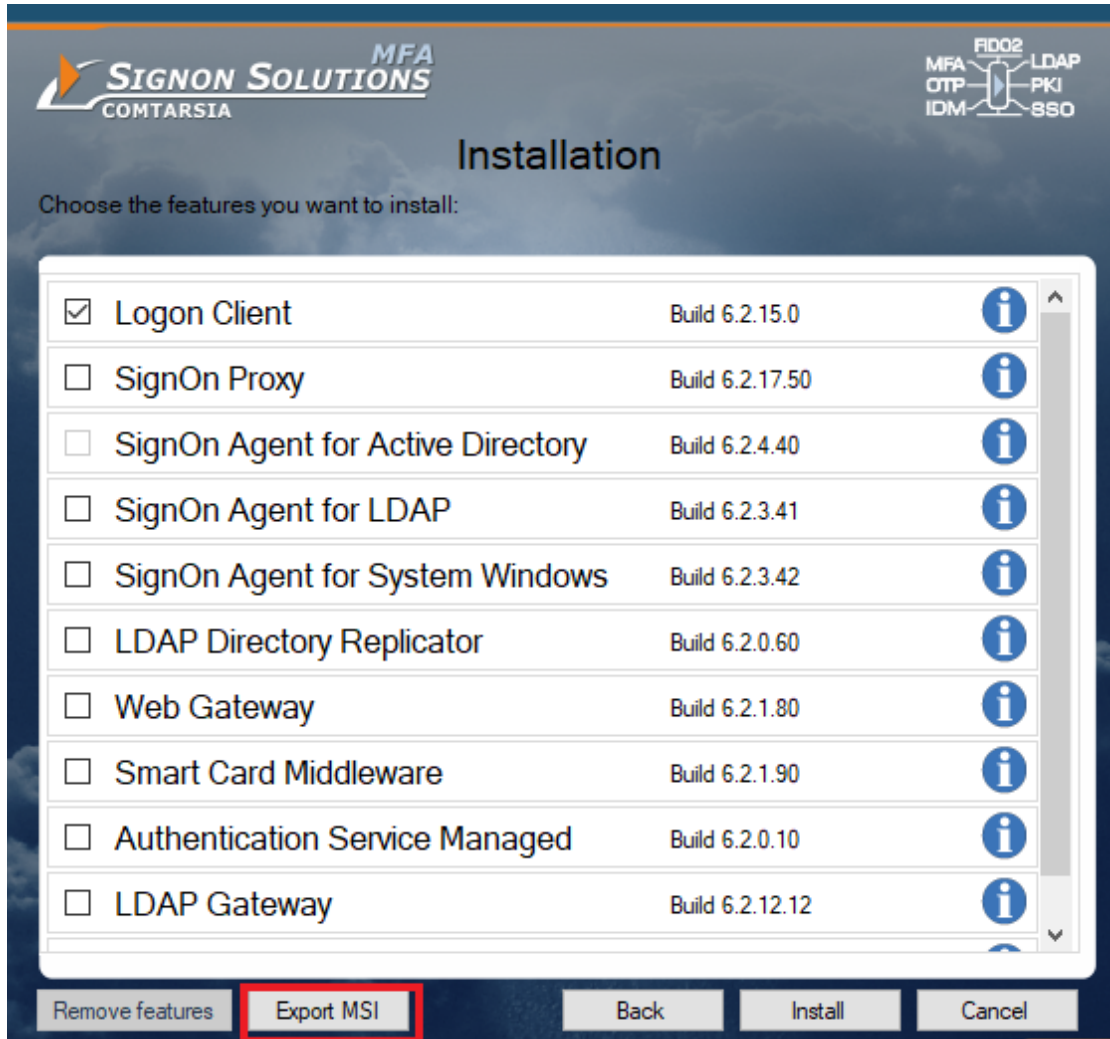 MFA
SIGNON SOLUTIONS
COMTARSIA
FIDO2
MFA LDAP
OTP PKI
IDM SSO
Installation
Choose the features you want to install:
Logon Client Build 6.2.15.0
SignOn Proxy Build 6.2.17.50
SignOn Agent for Active Directory Build 6.2.4.40
SignOn Agent for LDAP Build 6.2.3.41
SignOn Agent for System Windows Build 6.2.3.42
LDAP Directory Replicator Build 6.2.0.60
Web Gateway Build 6.2.1.80
Smart Card Middleware Build 6.2.1.90
Authentication Service Managed Build 6.2.0.10
LDAP Gateway Build 6.2.12.12
Remove features Export MSI Back Install Cancel